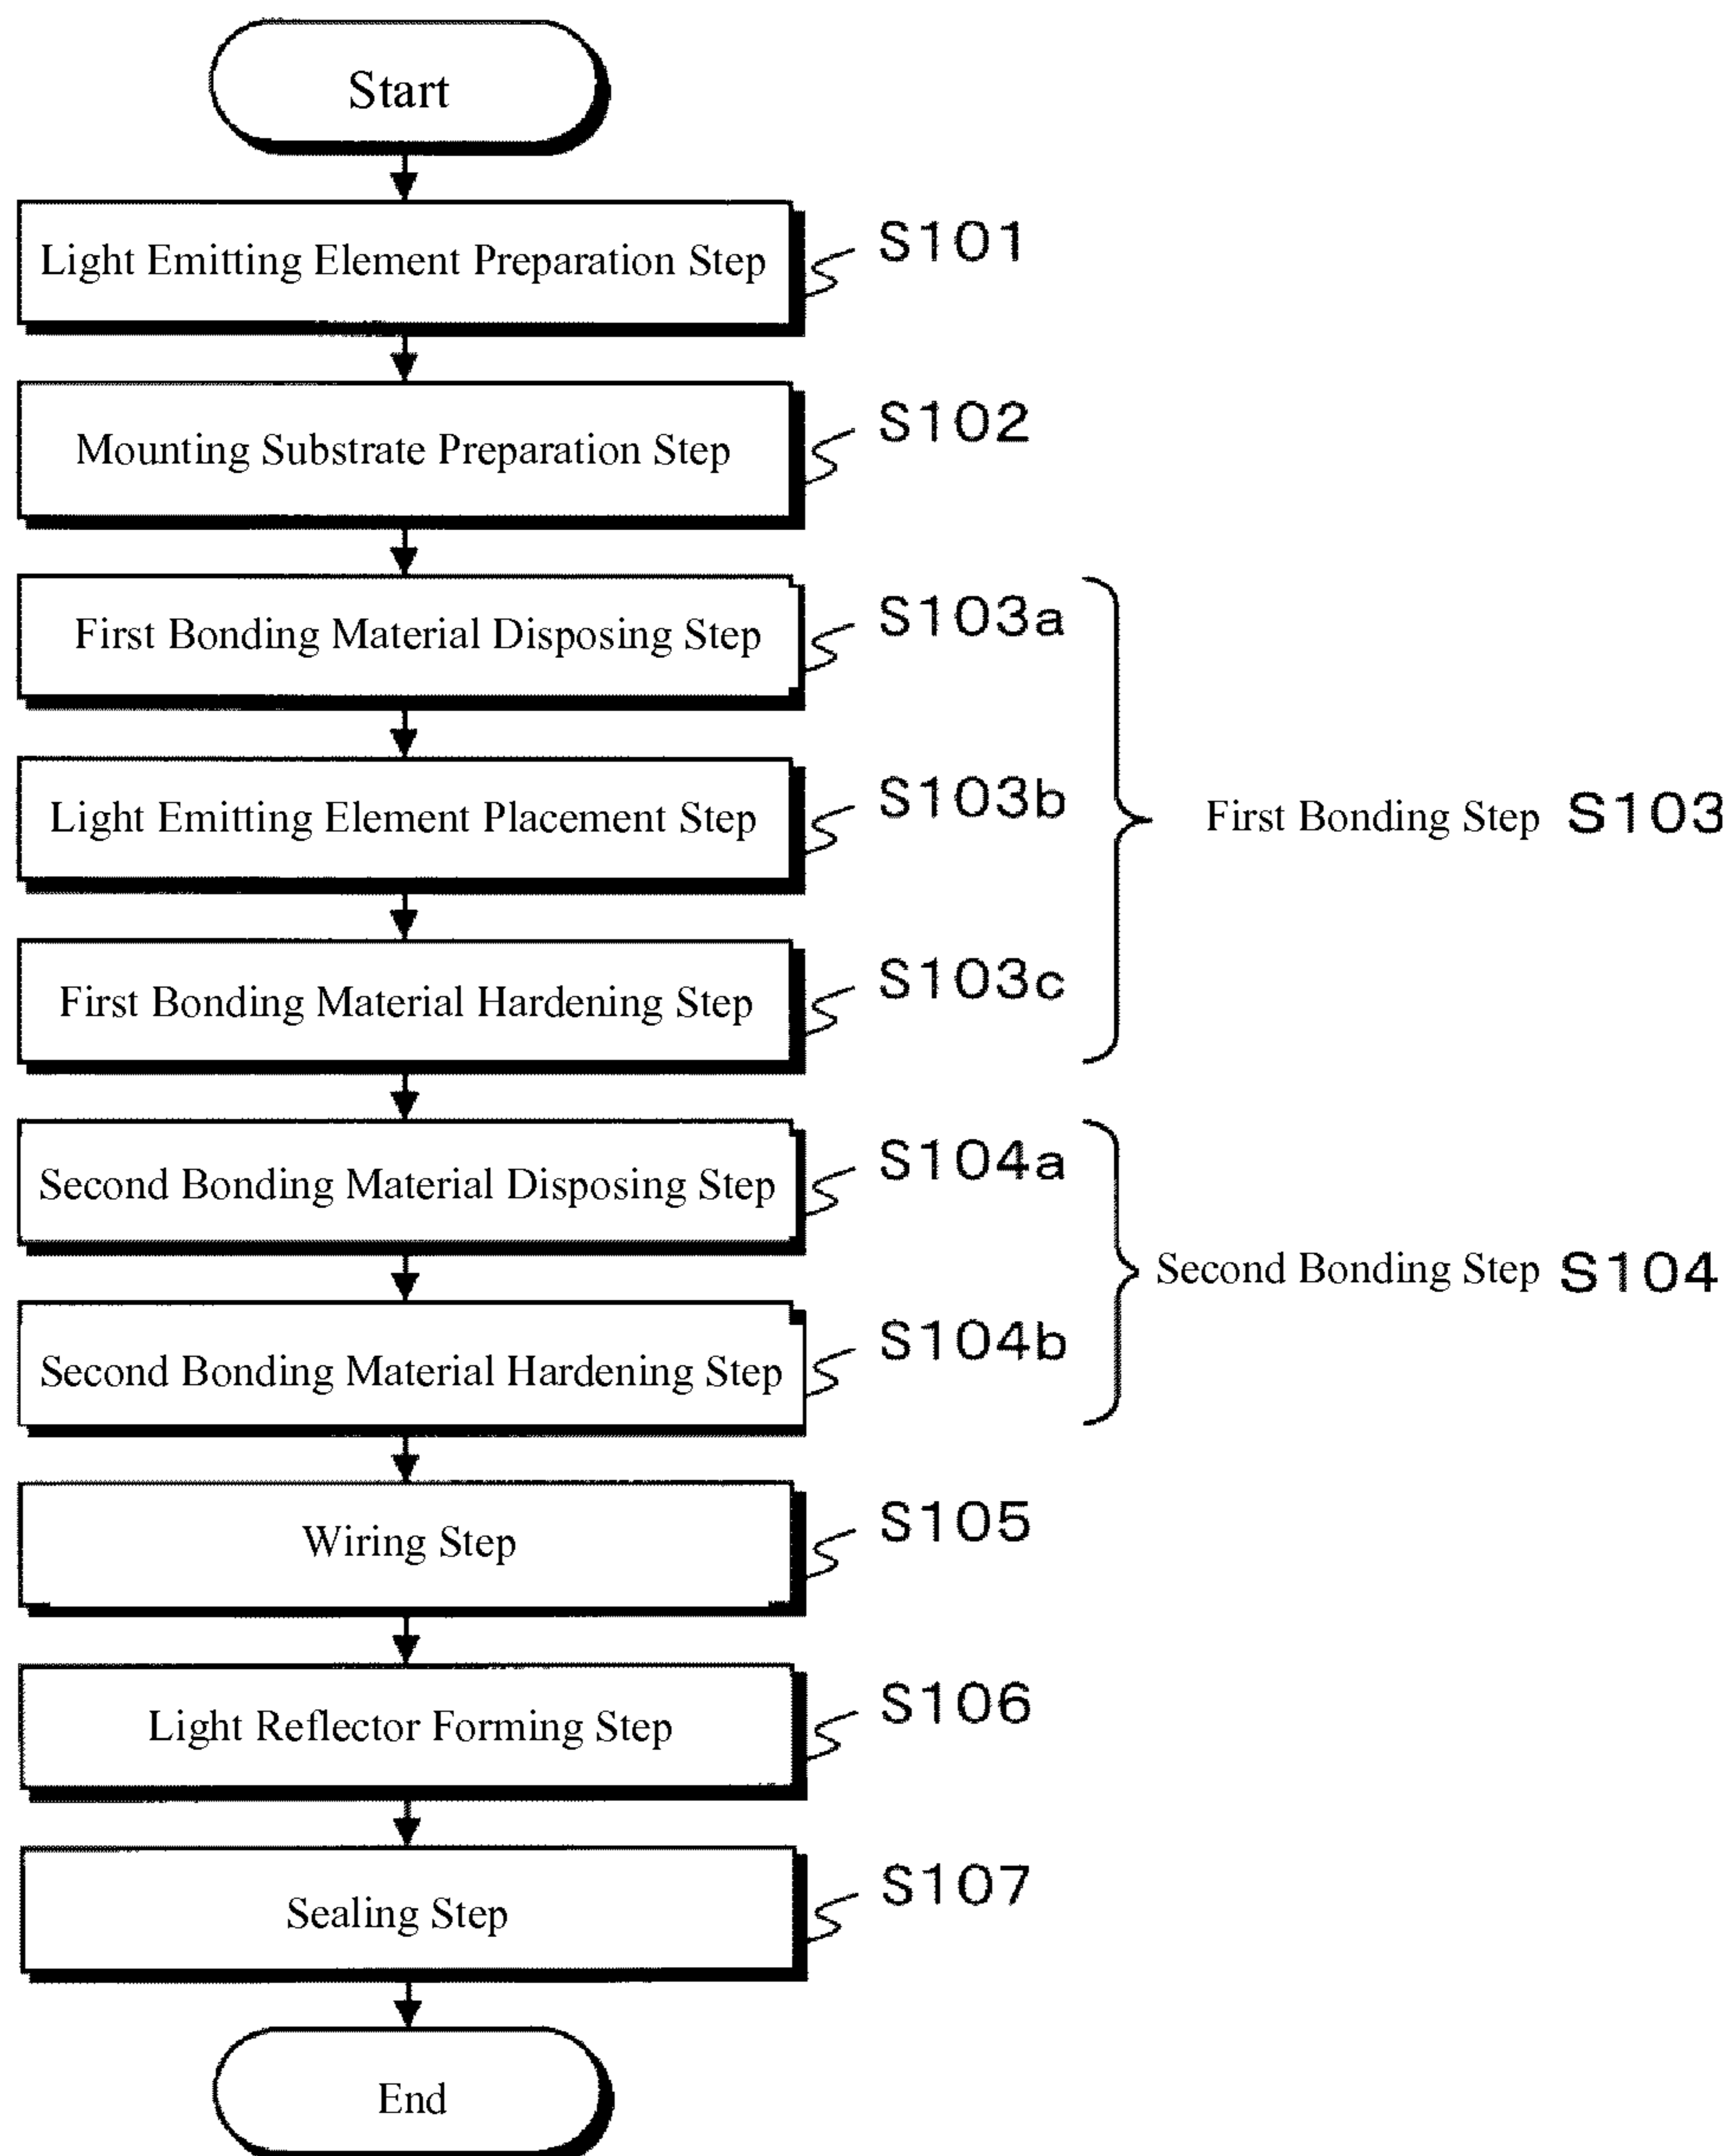 Start
Light Emitting Element Preparation Step
S101
Mounting Substrate Preparation Step
S102
First Bonding Material Disposing Step
S103a
Light Emitting Element Placement Step
S103b
First Bonding Step S103
First Bonding Material Hardening Step
S103c
Second Bonding Material Disposing Step
S104a
Second Bonding Step S104
Second Bonding Material Hardening Step
S104b
Wiring Step
S105
Light Reflector Forming Step
S106
Sealing Step
S107
End